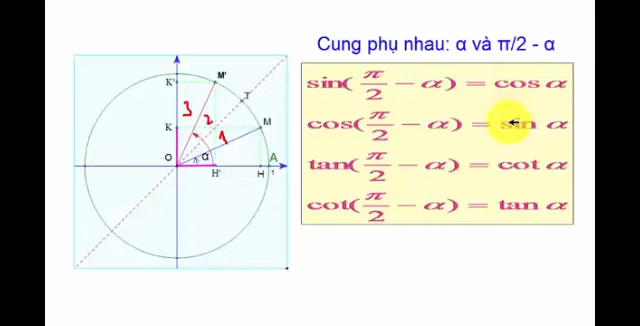 Cung phụ nhau: α và π/2 - α
sin( π/2 − α ) = cos α
cos( π/2 − α ) = sin α
tan( π/2 − α ) = cot α
cot( π/2 − α ) = tan α
K' M'
3 T
K 2 M
1
O α A
H' H 1